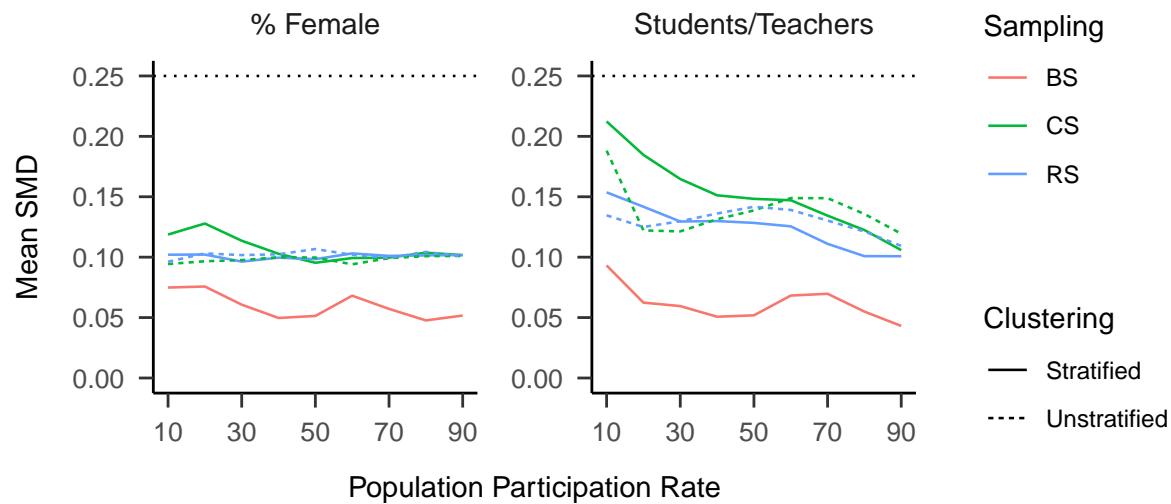 % Female
Students/Teachers
Sampling
BS
CS
RS
Clustering
Stratified
Unstratified
Mean SMD
0.25
0.20
0.15
0.10
0.05
0.00
0.25
0.20
0.15
0.10
0.05
0.00
10 30 50 70 90
10 30 50 70 90
Population Participation Rate